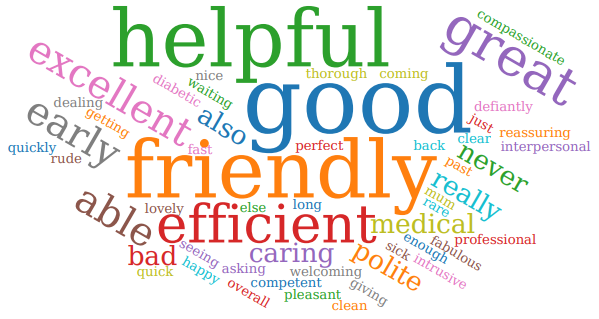 helpful
compassionate
great
excellent
nice
thorough
coming
diabetic
waiting
good
dealing
getting
early
also
defiantly
just
reassuring
quickly
rude
fast
perfect
back
clear
interpersonal
friendly
past
never
really
able
lovely
else
long
mum
rare
efficient
medical
bad
seeing
caring
polite
sick
enough
fabulous
professional
intrusive
quick
happy
asking
welcoming
competent
giving
overall
pleasant
clean